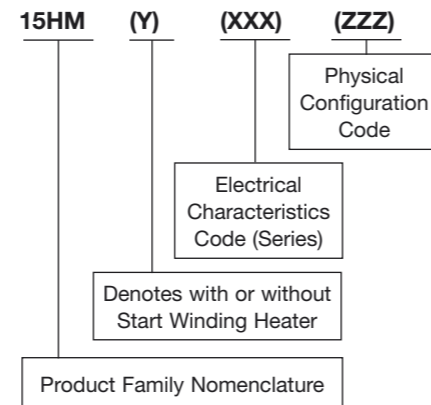 15HM (Y) (XXX) (ZZZ)
Physical
Configuration
Code
Electrical
Characteristics
Code (Series)
Denotes with or without
Start Winding Heater
Product Family Nomenclature